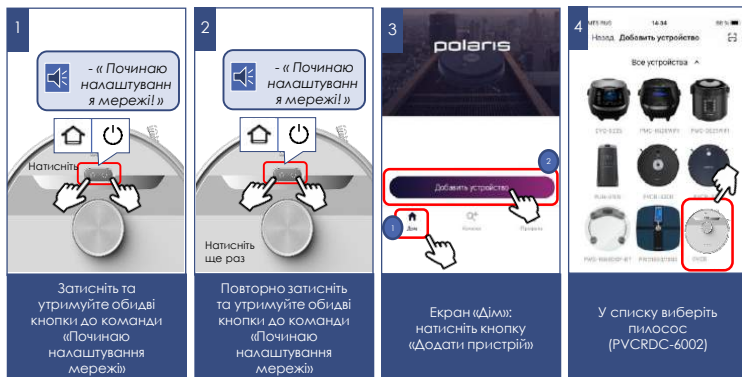 1
- « Починаю
налаштуванн
я мережі! »
Натисніть
Затисніть та
утримуйте обидві
кнопки до команди
«Починаю
налаштування
мережі»
2
- « Починаю
налаштуванн
я мережі! »
Натисніть
ще раз
Повторно затисніть
та утримуйте обидві
кнопки до команди
«Починаю
налаштування
мережі»
3
polaris
2
Добавить устройство
1
Дом
Екран «Дім»:
натисніть кнопку
«Додати пристрій»
4
14:34
Назад Добавить устройство
Все устройства
У списку виберіть
пилосос
(PVCRDC-6002)